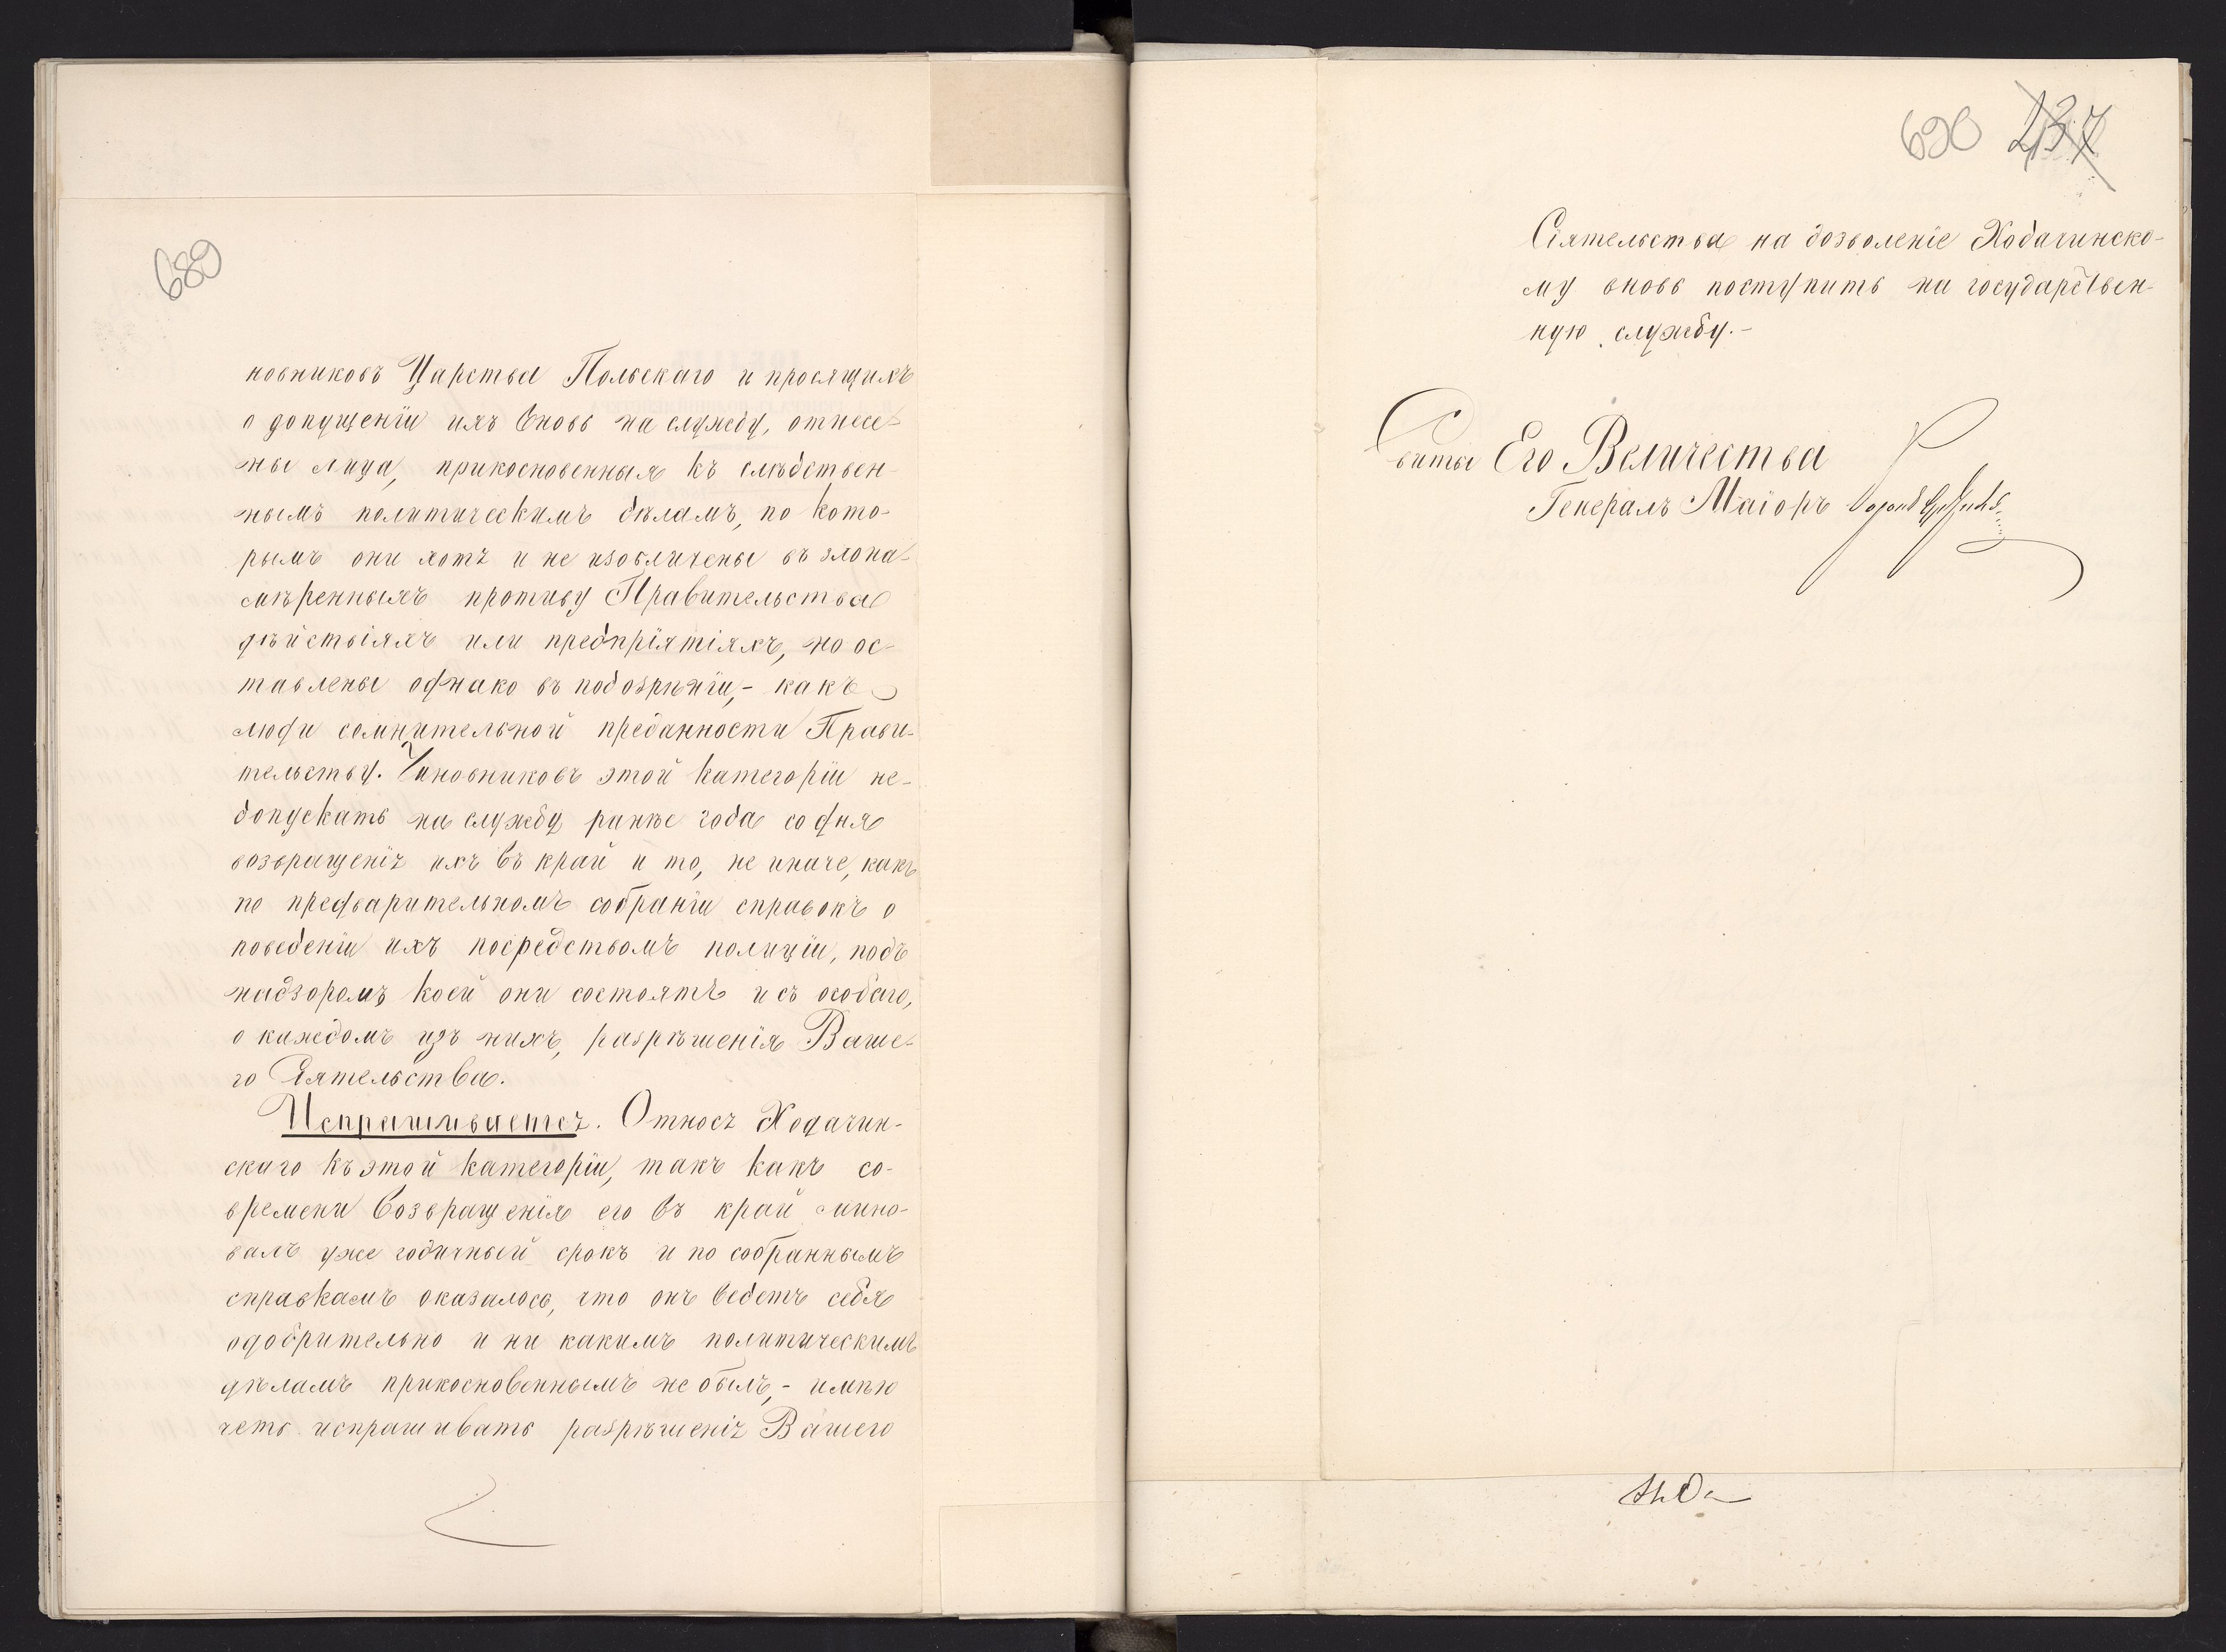 689
новниковъ Царства Польскаго и просящихъ
о допущеніи ихъ вновь на службу, отнесе-
ны лица, прикосновенныя къ слѣдствен-
нымъ политическимъ дѣламъ, по кото-
рымъ они хотя и не изобличены въ злона-
мѣренныхъ противу Правительства
дѣйствіяхъ или предпріятіяхъ, но ос-
тавлены однако въ подозрѣніи, - какъ
люди сомнительной преданности Прави-
тельству. Чиновниковъ этой категоріи не-
допускать на службу ранѣе года со дня
возвращенія ихъ въ край и то, не иначе, какъ
по предварительномъ собраніи справокъ о
поведеніи ихъ посредствомъ полиціи, подъ
надзоромъ коей они состоятъ и съ особаго,
о каждомъ изъ нихъ, разрѣшенія Ваше-
го Сіятельства.
Испрашивается. Относя Ходачин-
скаго къ этой категоріи, такъ какъ со-
времени возвращенія его въ край мино-
валъ уже годичный срокъ и по собраннымъ
справкамъ оказалось, что онъ ведетъ себя
одобрительно и ни какимъ политическимъ
дѣламъ прикосновеннымъ не былъ, - имѣю
честь испрашивать разрѣшенія Вашего
690 237
Сіятельства на дозволеніе Ходачинско-
му вновь поступить на государствен-
ную службу. -
Свиты Его Величества
Генералъ Маіоръ